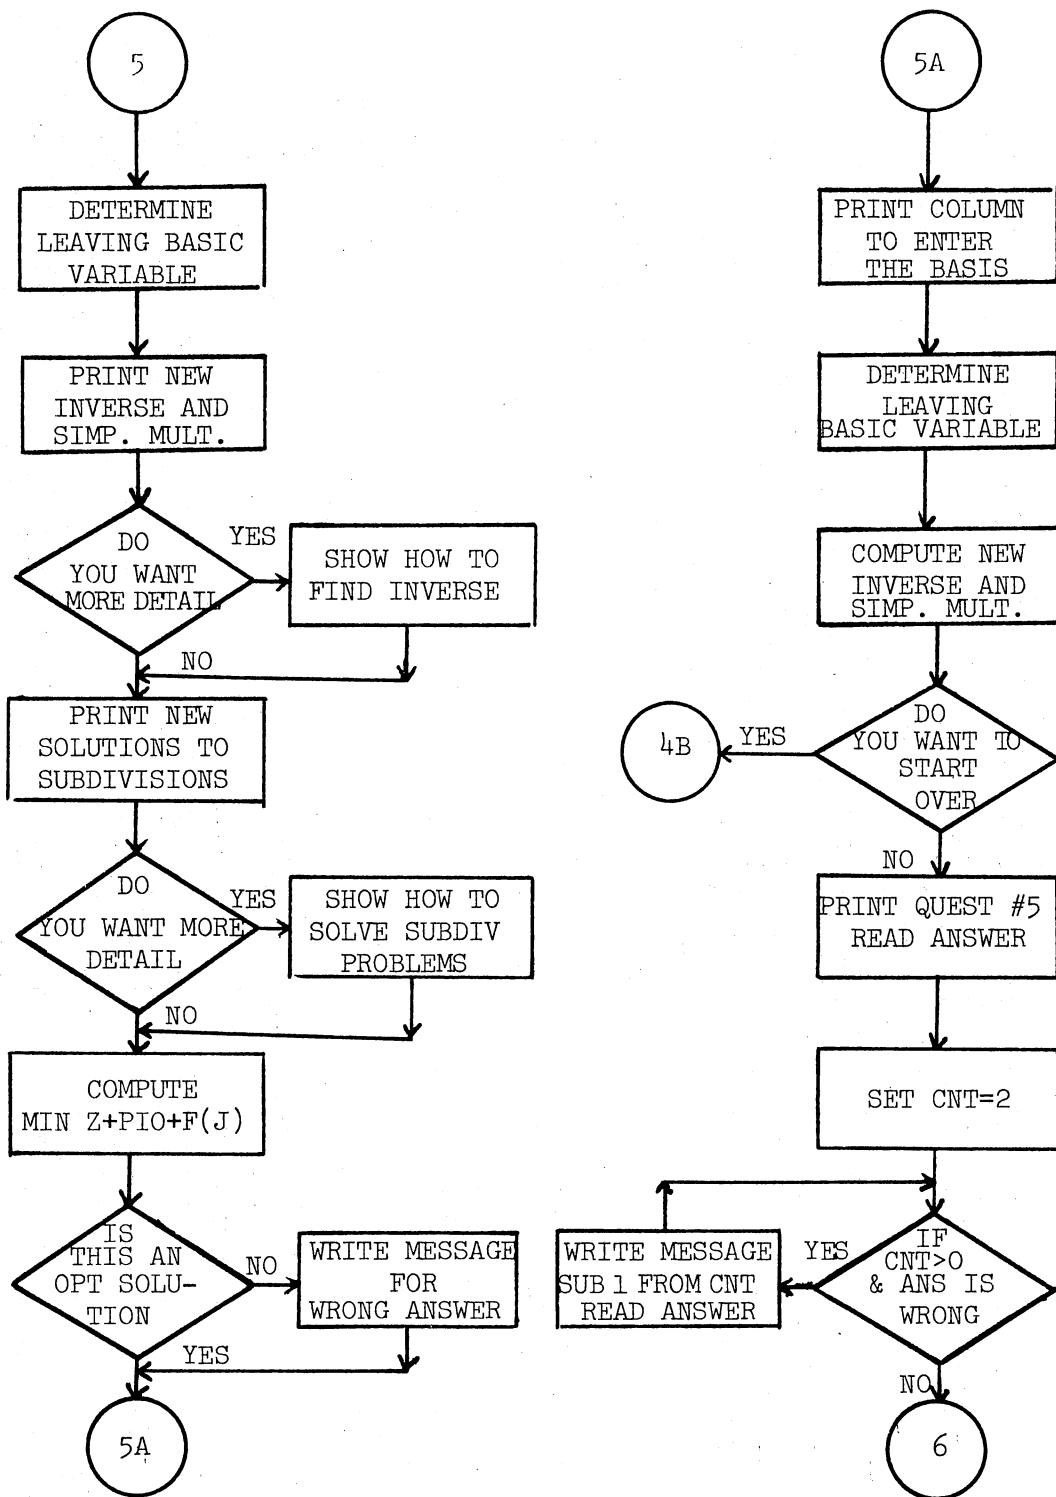 5
DETERMINE
LEAVING BASIC
VARIABLE
PRINT NEW
INVERSE AND
SIMP. MULT.
DO
YOU WANT
MORE DETAIL
YES
SHOW HOW TO
FIND INVERSE
NO
PRINT NEW
SOLUTIONS TO
SUBDIVISIONS
DO
YOU WANT MORE
DETAIL
YES
SHOW HOW TO
SOLVE SUBDIV
PROBLEMS
NO
COMPUTE
MIN Z+PIO+F(J)
IS
THIS AN
OPT SOLU-
TION
NO
WRITE MESSAGE
FOR
WRONG ANSWER
YES
5A
5A
PRINT COLUMN
TO ENTER
THE BASIS
DETERMINE
LEAVING
BASIC VARIABLE
COMPUTE NEW
INVERSE AND
SIMP. MULT.
DO
YOU WANT TO
START
OVER
YES
4B
NO
PRINT QUEST #5
READ ANSWER
SET CNT=2
IF
CNT>0
& ANS IS
WRONG
YES
WRITE MESSAGE
SUB 1 FROM CNT
READ ANSWER
NO
6